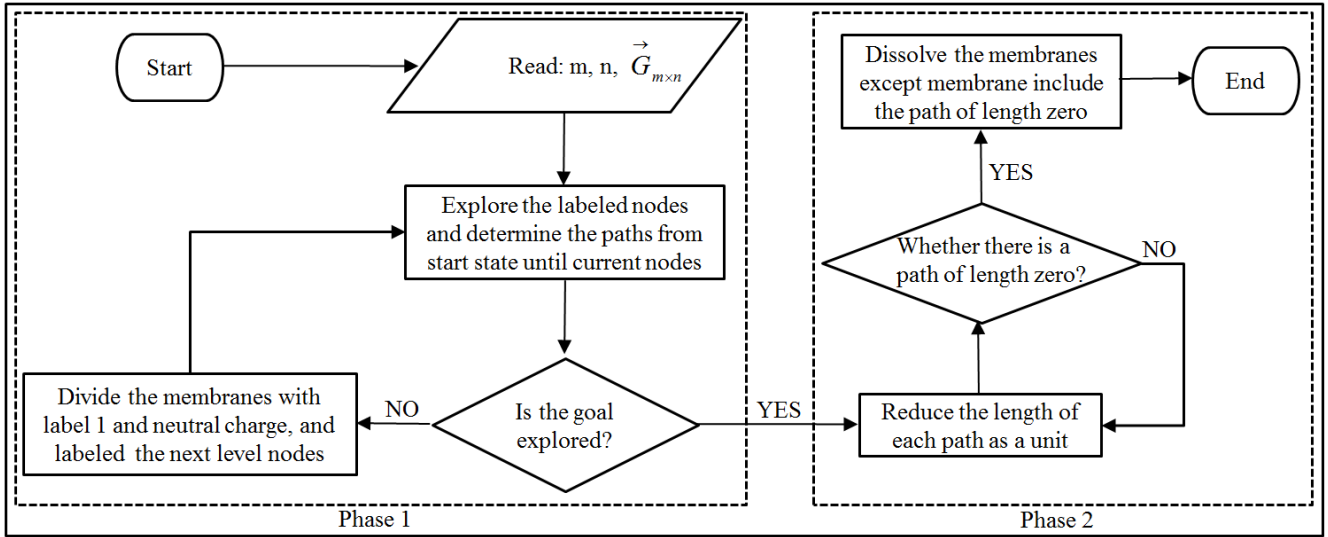 Start
Read: m, n, G⃗ m×n
Explore the labeled nodes
and determine the paths from
start state until current nodes
Is the goal
explored?
NO
YES
Divide the membranes with
label 1 and neutral charge, and
labeled the next level nodes
Phase 1
Dissolve the membranes
except membrane include
the path of length zero
End
YES
Whether there is a
path of length zero?
NO
Reduce the length of
each path as a unit
Phase 2